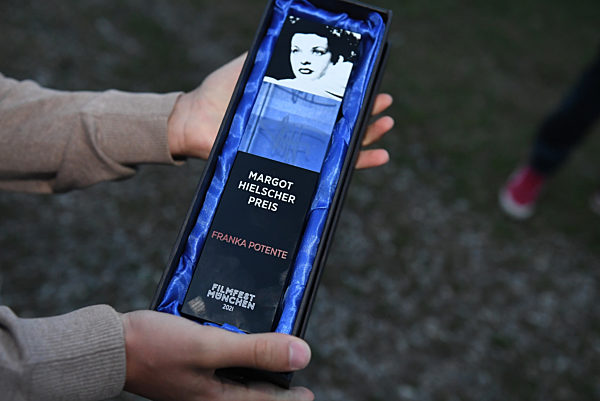 MARGOT
HIELSCHER
PREIS
FRANKA POTENTE
FILMFEST
MÜNCHEN
2021